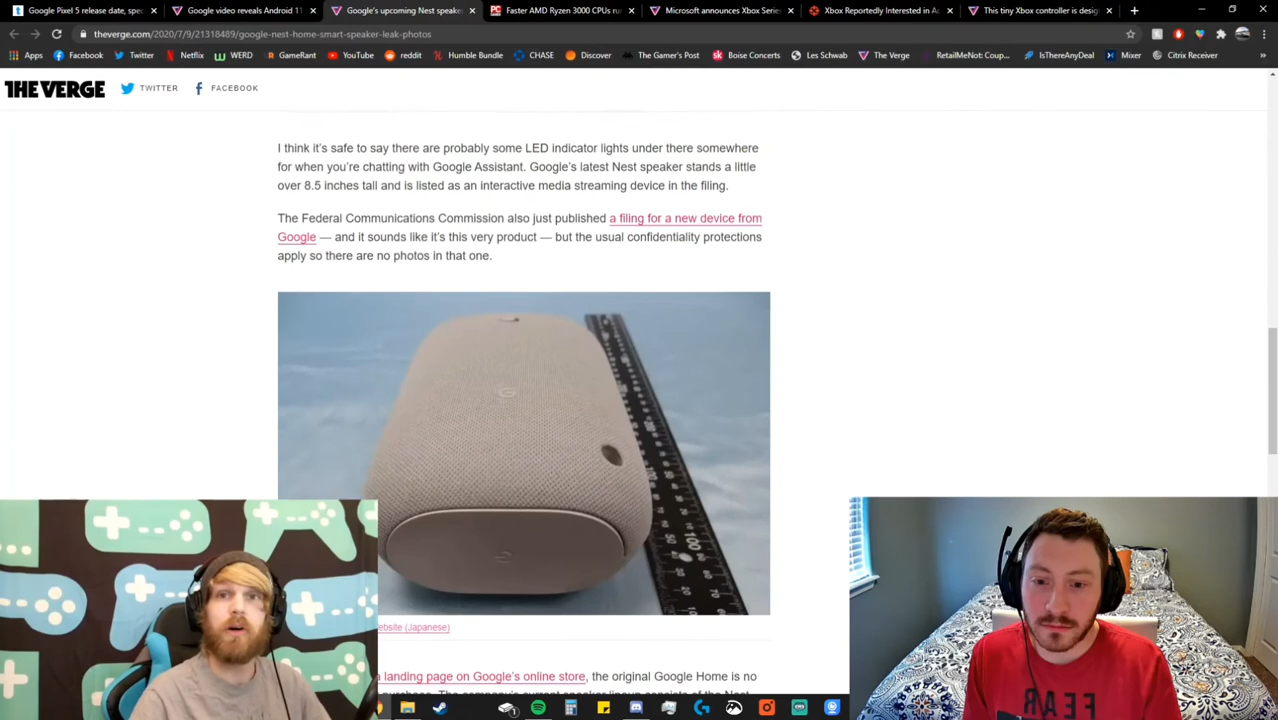 Google Pixel 5 release date, spec
Google video reveals Android 11
Google's upcoming Nest speaker
Faster AMD Ryzen 3000 CPUs
Microsoft announces Xbox Series
Xbox Reportedly Interested in
This tiny Xbox controller is desig
theverge.com/2020/7/9/21318489/google-nest-home-smart-speaker-leak-photos
Apps Facebook Twitter Netflix WERD GameRant YouTube reddit Humble Bundle CHASE Discover The Gamer's Post Boise Concerts Les Schwab The Verge RetailMeNot: Coup... IsThereAnyDeal Mixer Citrix Receiver »
THE VERGE TWITTER FACEBOOK
I think it's safe to say there are probably some LED indicator lights under there somewhere
for when you're chatting with Google Assistant. Google's latest Nest speaker stands a little
over 8.5 inches tall and is listed as an interactive media streaming device in the filing.
The Federal Communications Commission also just published a filing for a new device from
Google — and it sounds like it's this very product — but the usual confidentiality protections
apply so there are no photos in that one.
G
100
ebsite (Japanese)
a landing page on Google's online store, the original Google Home is no
FEAR